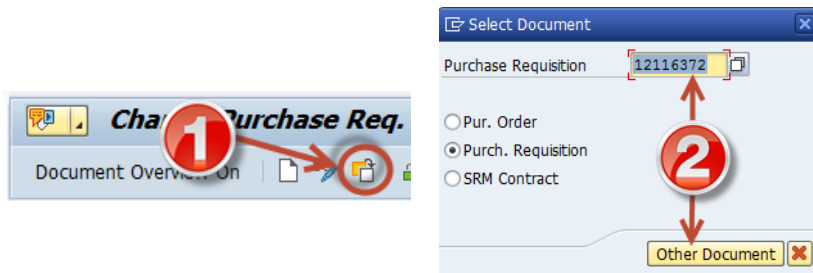 Cha Purchase Req.
1
Document Overview On
Select Document
Purchase Requisition 12116372
Pur. Order
Purch. Requisition
SRM Contract
2
Other Document